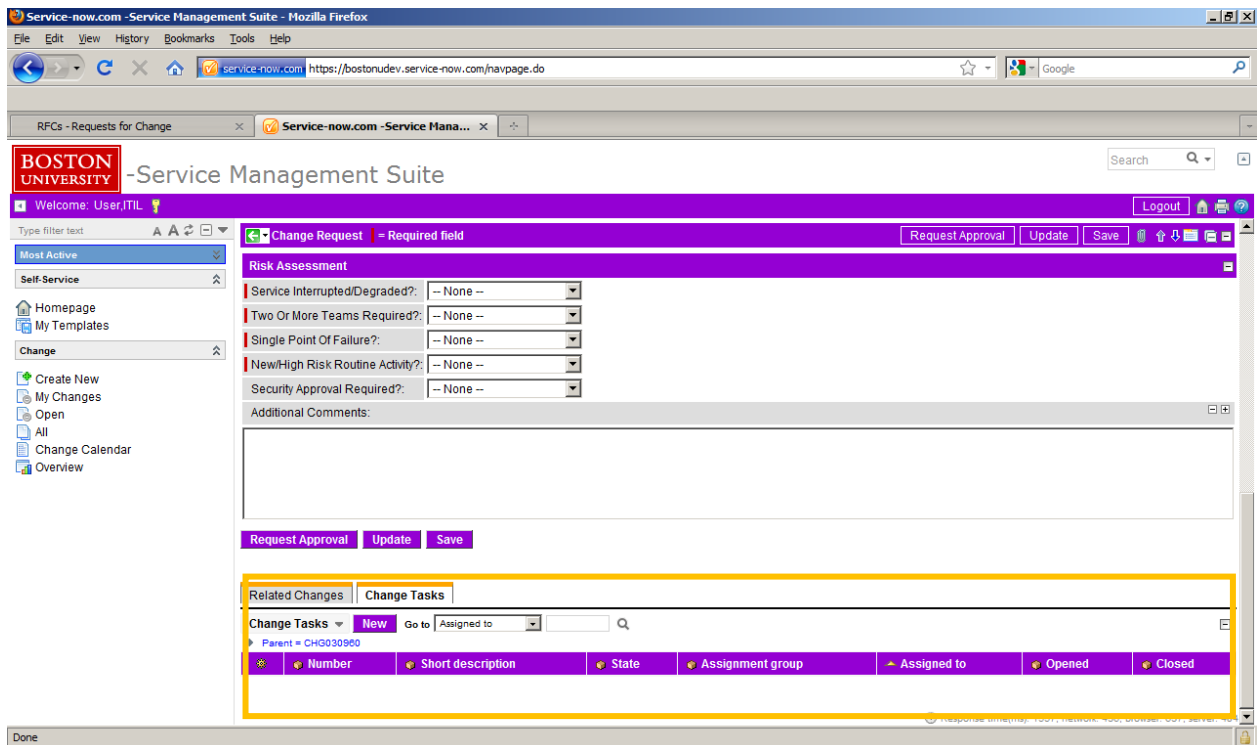 Service-now.com -Service Management Suite - Mozilla Firefox
File Edit View History Bookmarks Tools Help
service-now.com https://bostonudev.service-now.com/navpage.do Google
RFCs - Requests for Change Service-now.com -Service Mana...
BOSTON
UNIVERSITY
-Service Management Suite
Search
Welcome: User,ITIL Logout
Type filter text A A
Most Active
Self-Service
Homepage
My Templates
Change
Create New
My Changes
Open
All
Change Calendar
Overview
Change Request = Required field Request Approval Update Save
Risk Assessment
Service Interrupted/Degraded?: -- None --
Two Or More Teams Required?: -- None --
Single Point Of Failure?: -- None --
New/High Risk Routine Activity?: -- None --
Security Approval Required?: -- None --
Additional Comments:
Request Approval Update Save
Related Changes Change Tasks
Change Tasks New Go to Assigned to
Parent = CHG030960
Number Short description State Assignment group Assigned to Opened Closed
Done